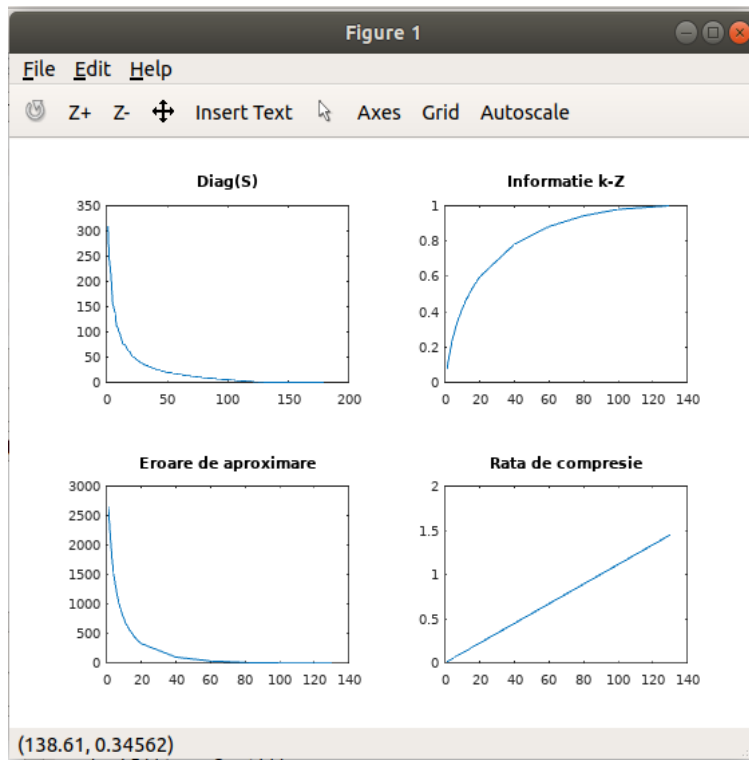 Figure 1
File Edit Help
Z+ Z- Insert Text Axes Grid Autoscale
Diag(S)
350
300
250
200
150
100
50
0
0 50 100 150 200
Informatie k-Z
1
0.8
0.6
0.4
0.2
0
0 20 40 60 80 100 120 140
Eroare de aproximare
3000
2500
2000
1500
1000
500
0
0 20 40 60 80 100 120 140
Rata de compresie
2
1.5
1
0.5
0
0 20 40 60 80 100 120 140
(138.61, 0.34562)